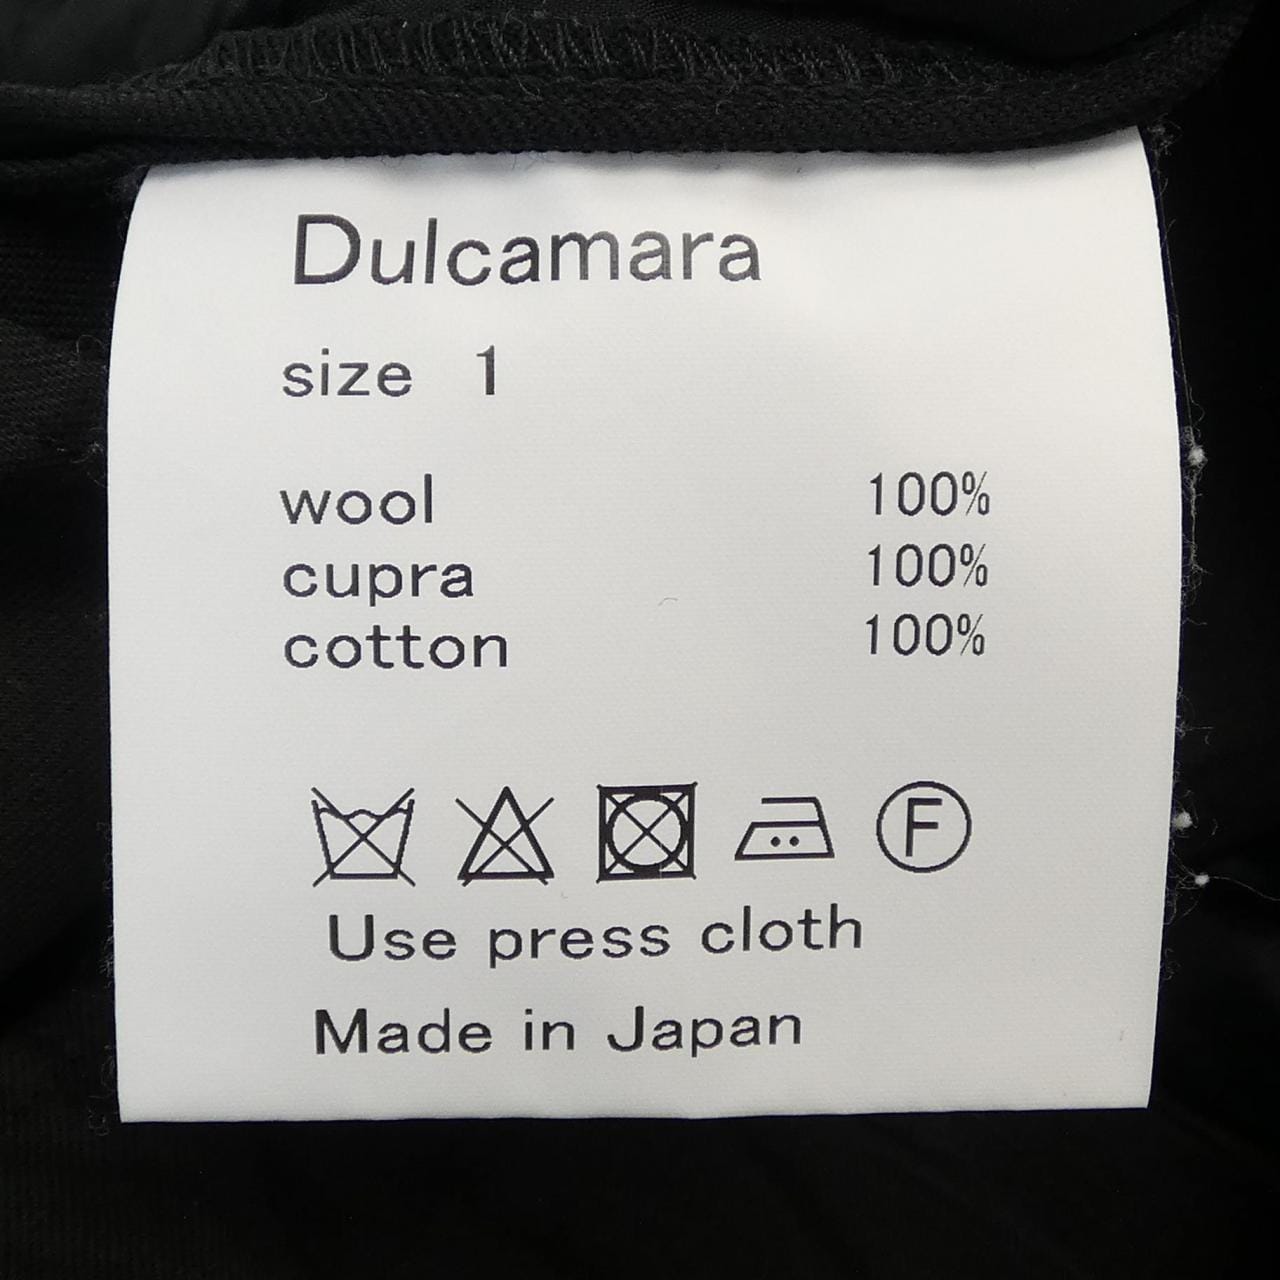 Dulcamara
size 1
wool 100%
cupra 100%
cotton 100%
F
Use press cloth
Made in Japan